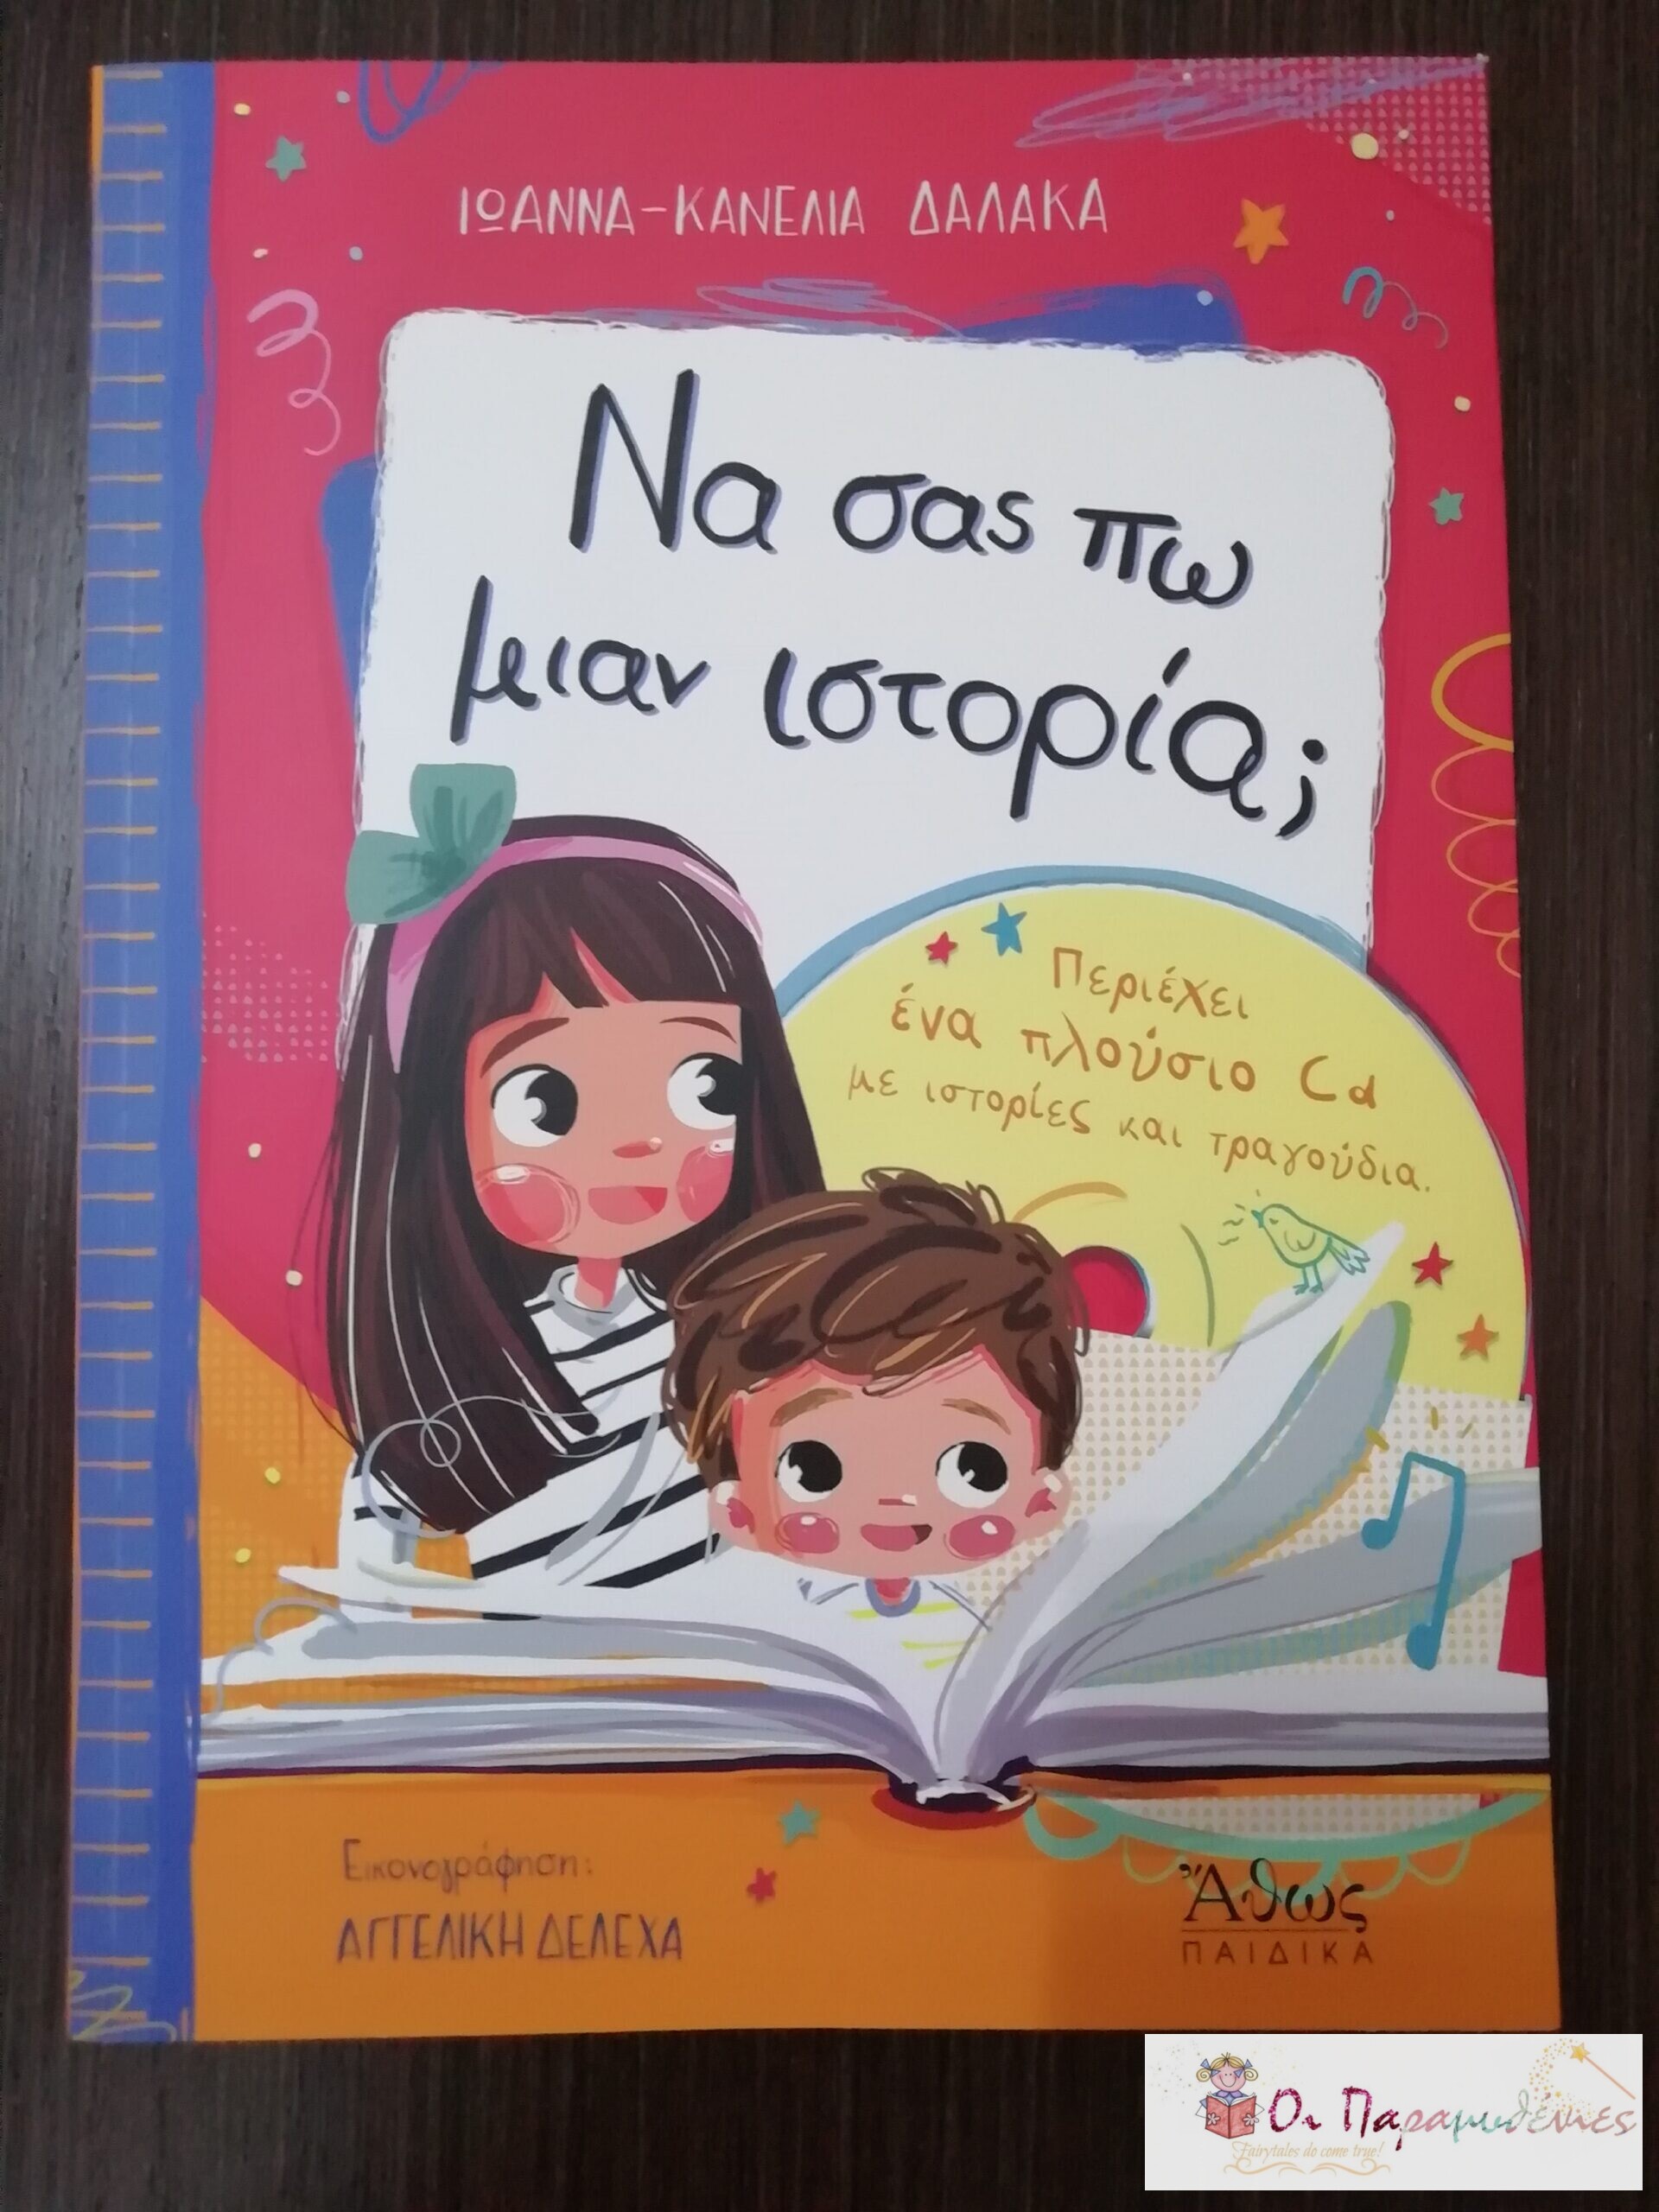 ΙΩΑΝΝΑ-ΚΑΝΕΛΙΑ ΔΑΛΑΚΑ
Να σας πω
μιαν ιστορία;
Περιέχει
ένα πλούσιο Cd
με ιστορίες και τραγούδια.
Εικονογράφηση:
ΑΓΓΕΛΙΚΗ ΔΕΛΕΧΑ
Ἄθως
ΠΑΙΔΙΚΑ
Οι Παραμυθένιες
Fairytales do come true!